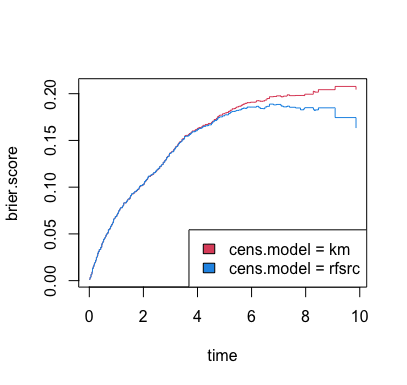 brier.score
0.20
0.15
0.10
0.05
0.00
cens.model = km
cens.model = rfsrc
0 2 4 6 8 10
time